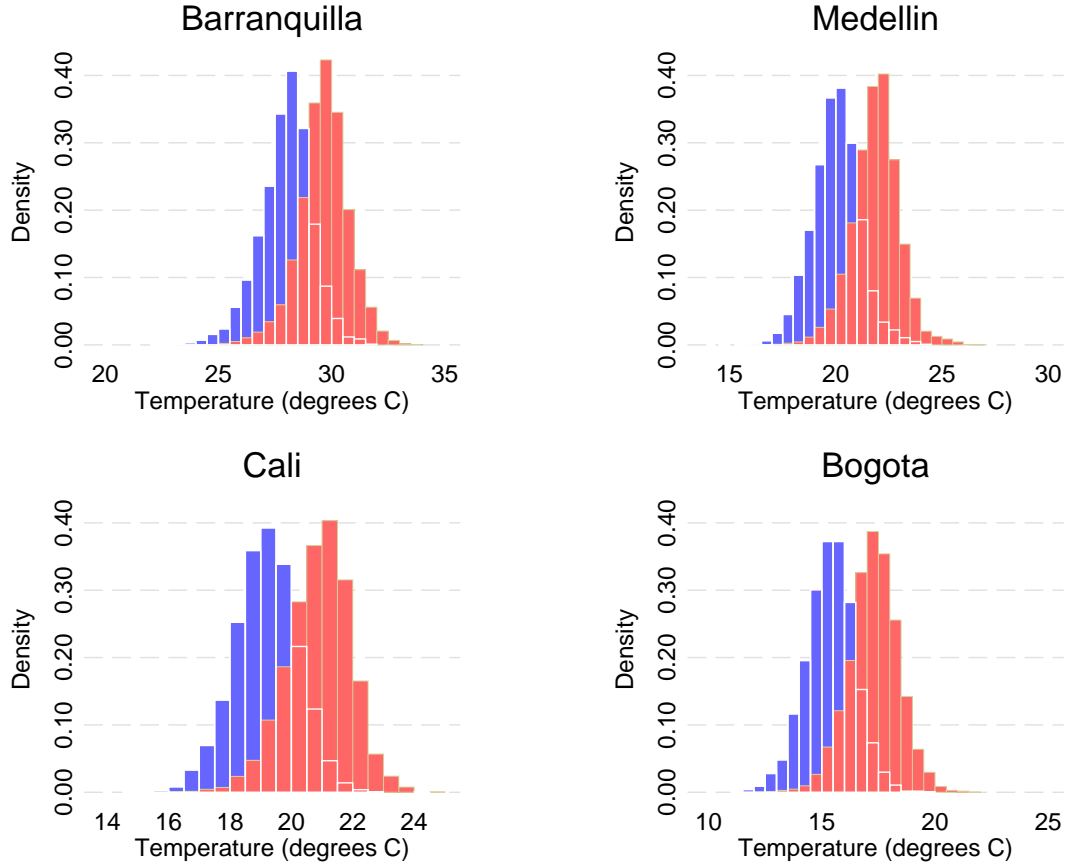 Barranquilla
Density
0.00 0.10 0.20 0.30 0.40
20 25 30 35
Temperature (degrees C)
Medellin
Density
0.00 0.10 0.20 0.30 0.40
15 20 25 30
Temperature (degrees C)
Cali
Density
0.00 0.10 0.20 0.30 0.40
14 16 18 20 22 24
Temperature (degrees C)
Bogota
Density
0.00 0.10 0.20 0.30 0.40
10 15 20 25
Temperature (degrees C)